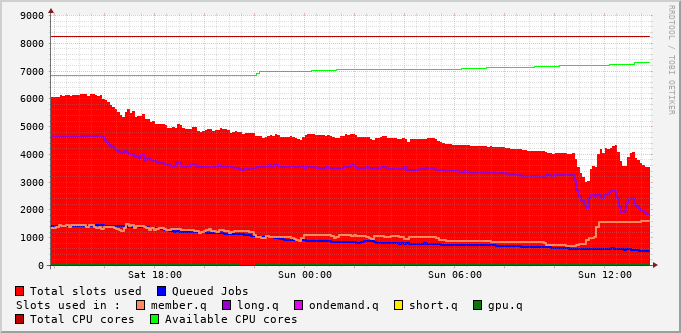 9000
8000
7000
6000
5000
4000
3000
2000
1000
0
Sat 18:00 Sun 00:00 Sun 06:00 Sun 12:00
RRDTOOL / TOBI OETIKER
Total slots used Queued Jobs
Slots used in : member.q long.q ondemand.q short.q gpu.q
Total CPU cores Available CPU cores